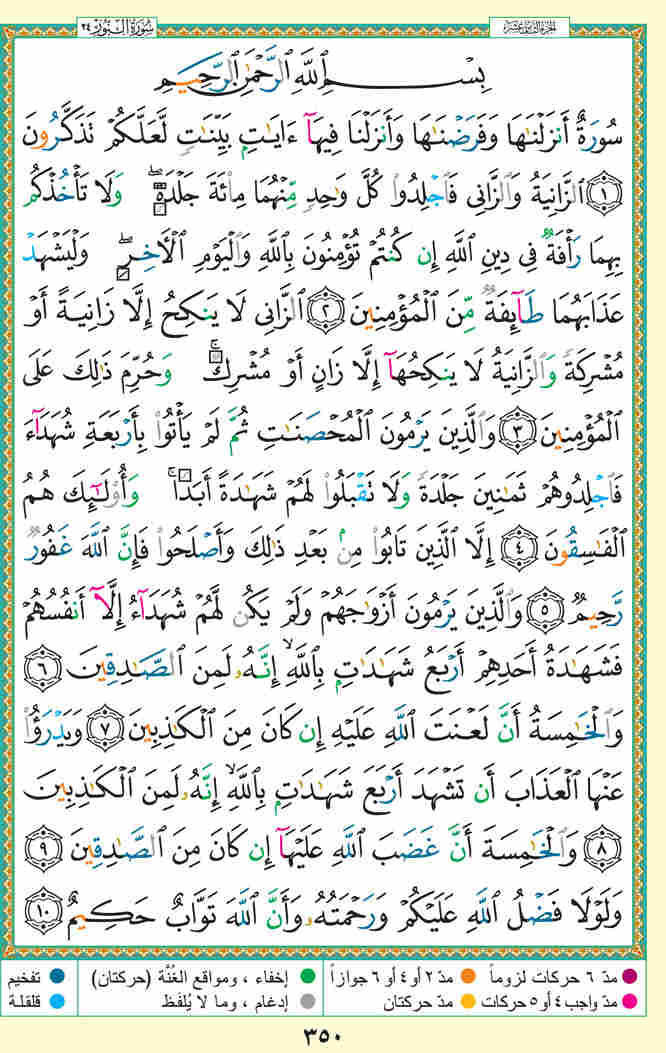 الجزء الثامن عشر
سُورَةُ النُّورِ ٢٤
بِسْمِ ٱللَّهِ ٱلرَّحْمَٰنِ ٱلرَّحِيمِ
سُورَةٌ أَنزَلْنَٰهَا وَفَرَضْنَٰهَا وَأَنزَلْنَا فِيهَآ ءَايَٰتٍۭ بَيِّنَٰتٍ لَّعَلَّكُمْ تَذَكَّرُونَ
﴿١﴾ ٱلزَّانِيَةُ وَٱلزَّانِى فَٱجْلِدُوا۟ كُلَّ وَٰحِدٍ مِّنْهُمَا مِا۟ئَةَ جَلْدَةٍ ۖ وَلَا تَأْخُذْكُم
بِهِمَا رَأْفَةٌ فِى دِينِ ٱللَّهِ إِن كُنتُمْ تُؤْمِنُونَ بِٱللَّهِ وَٱلْيَوْمِ ٱلْأَخِرِ ۖ وَلْيَشْهَدْ
عَذَابَهُمَا طَآئِفَةٌ مِّنَ ٱلْمُؤْمِنِينَ ﴿٢﴾ ٱلزَّانِى لَا يَنكِحُ إِلَّا زَانِيَةً أَوْ
مُشْرِكَةً وَٱلزَّانِيَةُ لَا يَنكِحُهَآ إِلَّا زَانٍ أَوْ مُشْرِكٌ ۚ وَحُرِّمَ ذَٰلِكَ عَلَى
ٱلْمُؤْمِنِينَ ﴿٣﴾ وَٱلَّذِينَ يَرْمُونَ ٱلْمُحْصَنَٰتِ ثُمَّ لَمْ يَأْتُوا۟ بِأَرْبَعَةِ شُهَدَآءَ
فَٱجْلِدُوهُمْ ثَمَٰنِينَ جَلْدَةً وَلَا تَقْبَلُوا۟ لَهُمْ شَهَٰدَةً أَبَدًا ۚ وَأُو۟لَٰٓئِكَ هُمُ
ٱلْفَٰسِقُونَ ﴿٤﴾ إِلَّا ٱلَّذِينَ تَابُوا۟ مِنۢ بَعْدِ ذَٰلِكَ وَأَصْلَحُوا۟ فَإِنَّ ٱللَّهَ غَفُورٌ
رَّحِيمٌ ﴿٥﴾ وَٱلَّذِينَ يَرْمُونَ أَزْوَٰجَهُمْ وَلَمْ يَكُن لَّهُمْ شُهَدَآءُ إِلَّآ أَنفُسُهُمْ
فَشَهَٰدَةُ أَحَدِهِمْ أَرْبَعُ شَهَٰدَٰتٍۭ بِٱللَّهِ ۙ إِنَّهُۥ لَمِنَ ٱلصَّٰدِقِينَ ﴿٦﴾
وَٱلْخَٰمِسَةُ أَنَّ لَعْنَتَ ٱللَّهِ عَلَيْهِ إِن كَانَ مِنَ ٱلْكَٰذِبِينَ ﴿٧﴾ وَيَدْرَؤُا۟
عَنْهَا ٱلْعَذَابَ أَن تَشْهَدَ أَرْبَعَ شَهَٰدَٰتٍۭ بِٱللَّهِ ۙ إِنَّهُۥ لَمِنَ ٱلْكَٰذِبِينَ
﴿٨﴾ وَٱلْخَٰمِسَةَ أَنَّ غَضَبَ ٱللَّهِ عَلَيْهَآ إِن كَانَ مِنَ ٱلصَّٰدِقِينَ ﴿٩﴾
وَلَوْلَا فَضْلُ ٱللَّهِ عَلَيْكُمْ وَرَحْمَتُهُۥ وَأَنَّ ٱللَّهَ تَوَّابٌ حَكِيمٌ ﴿١٠﴾
مدّ ٦ حركات لزوماً مدّ ٢ أو ٤ أو ٦ جوازاً إخفاء ، ومواقع الغُنَّة (حركتان) تفخيم
مدّ واجب ٤ أو ٥ حركات مدّ حركتان إدغام ، وما لا يُلفَظ قلقلة
٣٥٠